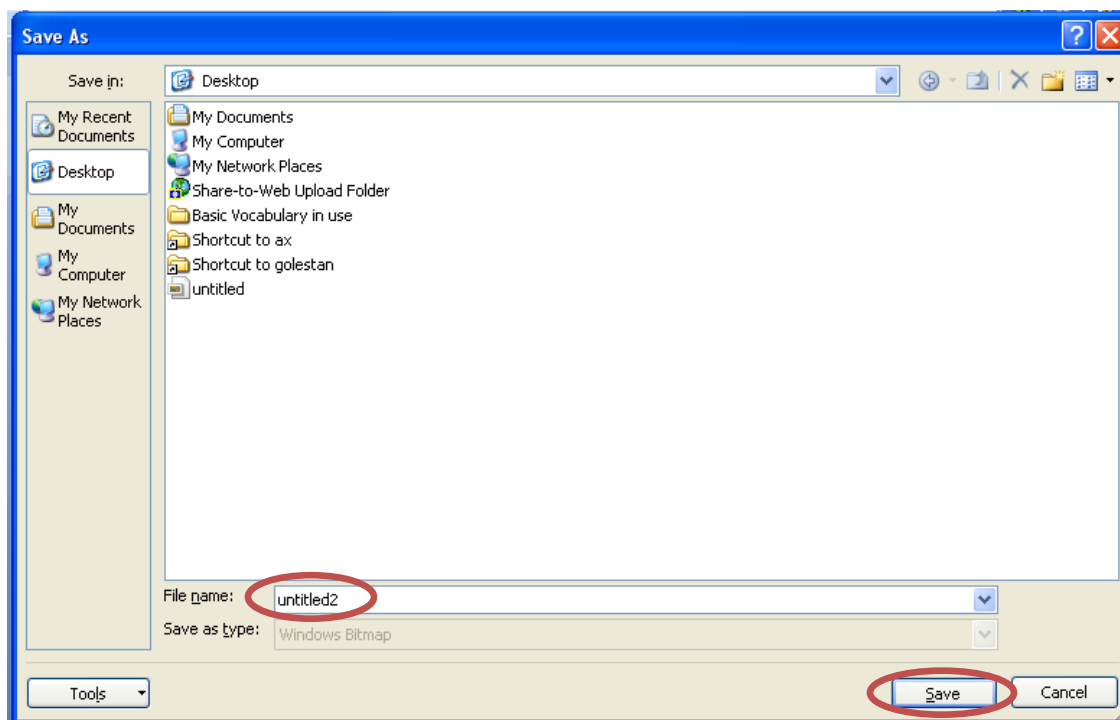 Save As
Save in:
Desktop
My Recent
Documents
Desktop
My
Documents
My
Computer
My Network
Places
My Documents
My Computer
My Network Places
Share-to-Web Upload Folder
Basic Vocabulary in use
Shortcut to ax
Shortcut to golestan
untitled
File name:
untitled2
Save as type:
Windows Bitmap
Tools
Save
Cancel